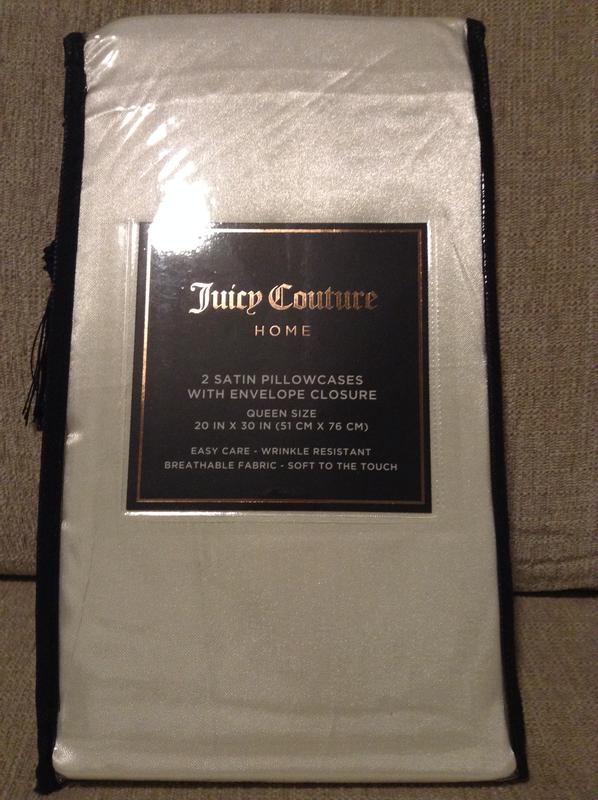 Juicy Couture
HOME
2 SATIN PILLOWCASES
WITH ENVELOPE CLOSURE
QUEEN SIZE
20 IN X 30 IN (51 CM X 76 CM)
EASY CARE - WRINKLE RESISTANT
BREATHABLE FABRIC - SOFT TO THE TOUCH